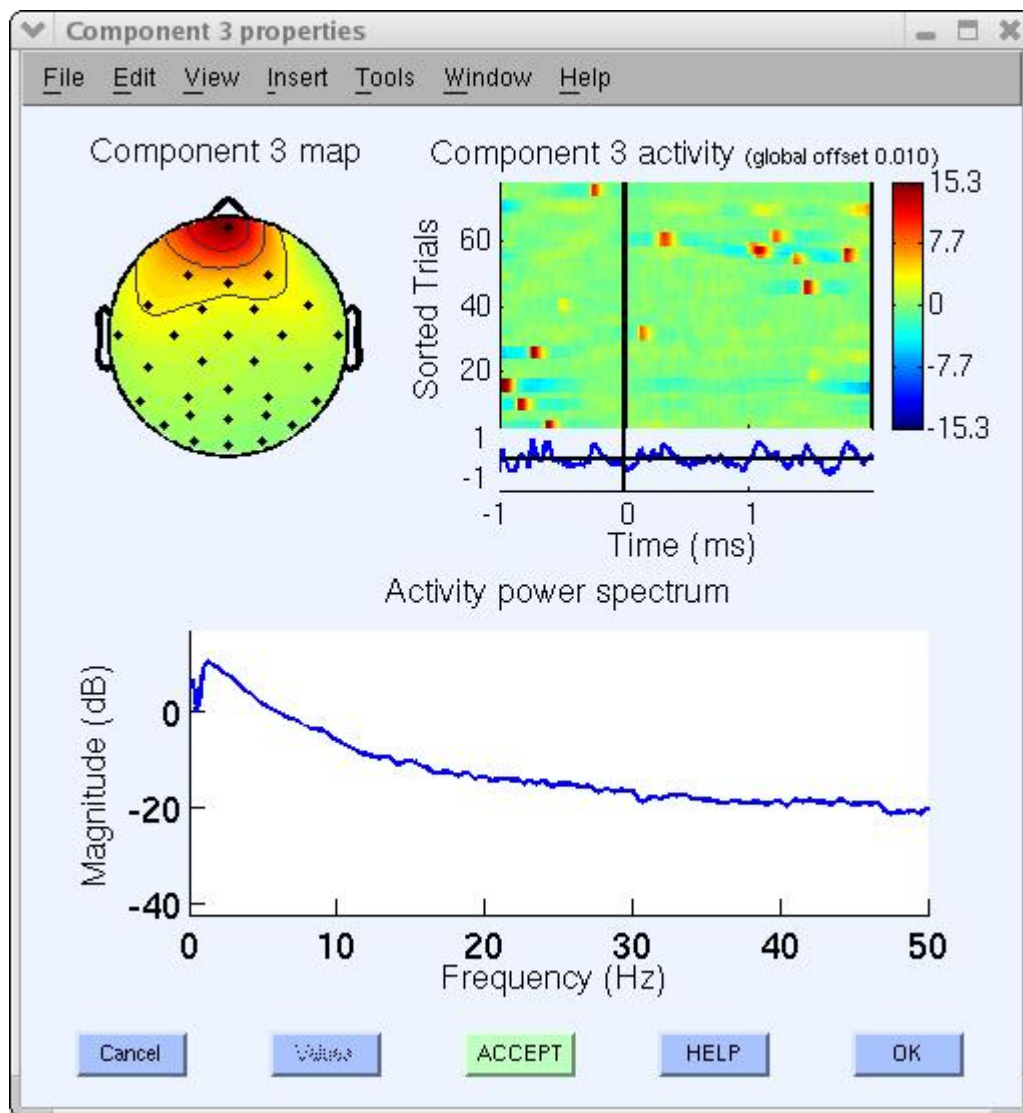 Component 3 properties
File Edit View Insert Tools Window Help
Component 3 map
Component 3 activity (global offset 0.010)
Sorted Trials
60
40
20
15.3
7.7
0
-7.7
-15.3
1
-1
-1 0 1
Time (ms)
Activity power spectrum
Magnitude (dB)
0
-20
-40
0 10 20 30 40 50
Frequency (Hz)
Cancel Values ACCEPT HELP OK